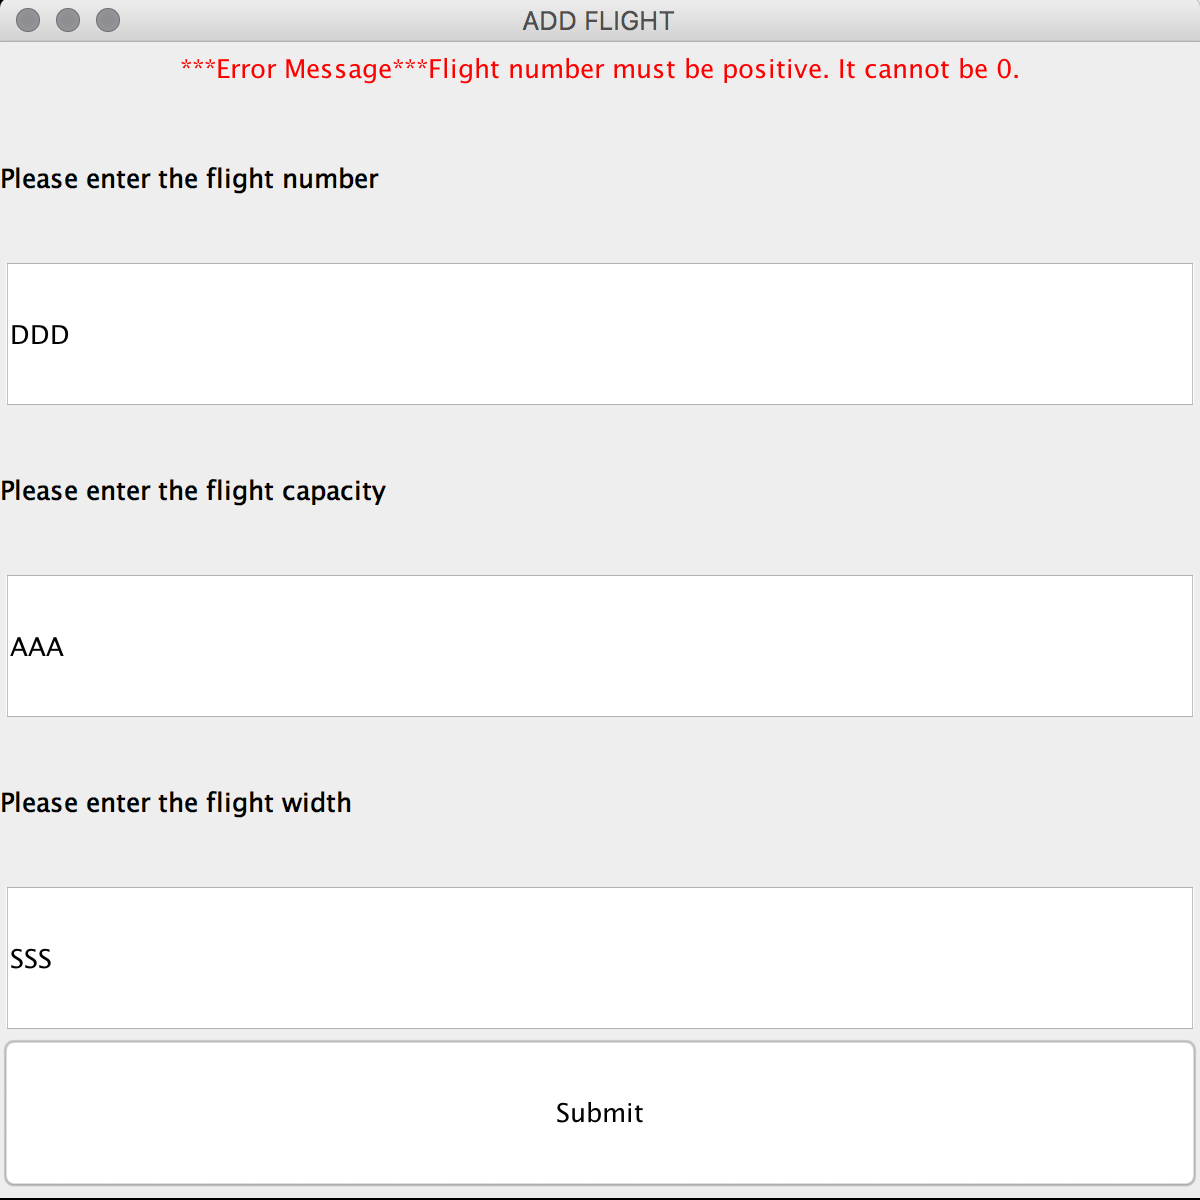 ADD FLIGHT
***Error Message***Flight number must be positive. It cannot be 0.
Please enter the flight number
DDD
Please enter the flight capacity
AAA
Please enter the flight width
SSS
Submit